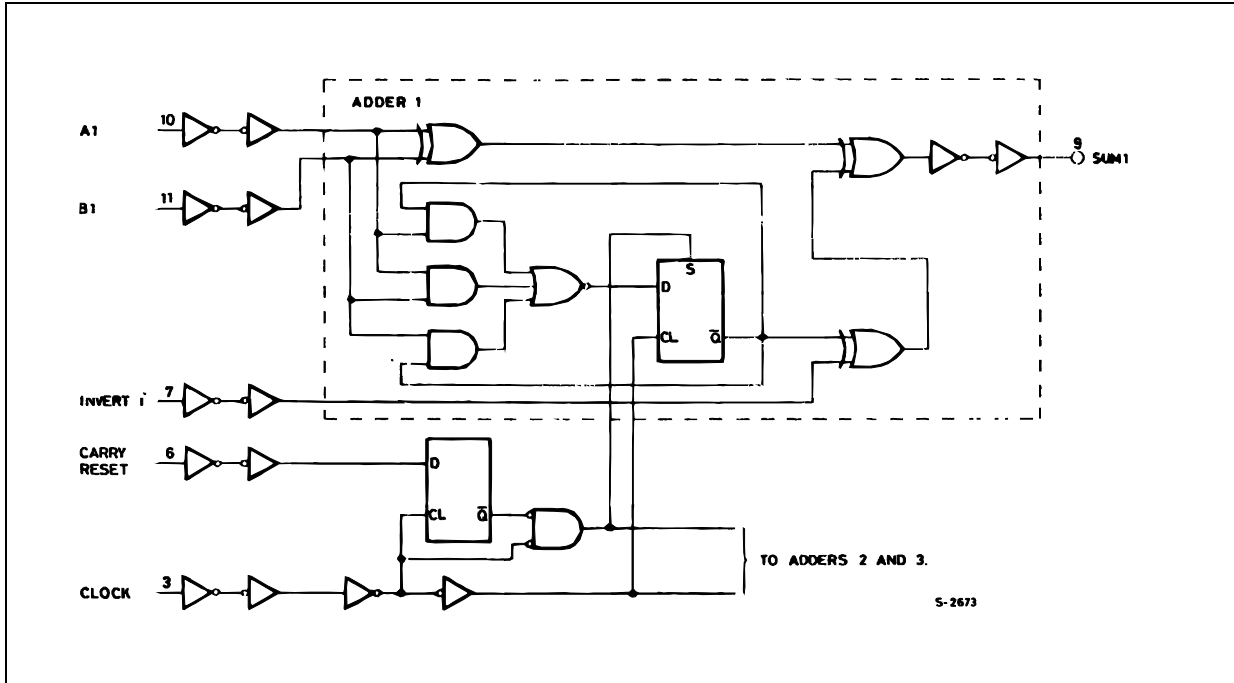 ADDER 1
A1
10
9
SUM1
B1
11
S
D
CL
Q̅
INVERT i
7
CARRY
RESET
6
D
CL
Q̅
TO ADDERS 2 AND 3.
CLOCK
3
S-2673